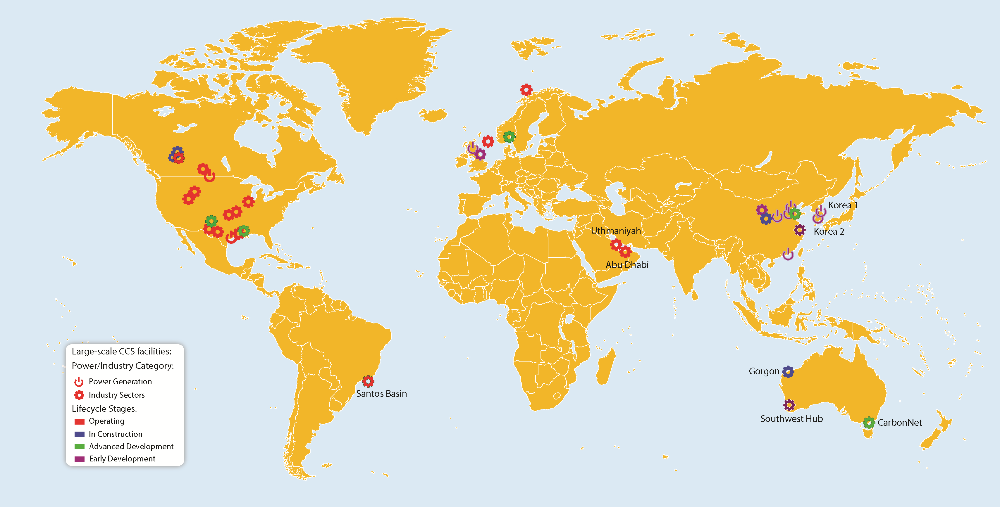 Korea 1
Uthmaniyah
Korea 2
Abu Dhabi
Large-scale CCS facilities:
Power/Industry Category:
Power Generation
Industry Sectors
Lifecycle Stages:
Operating
In Construction
Advanced Development
Early Development
Santos Basin
Gorgon
Southwest Hub
CarbonNet